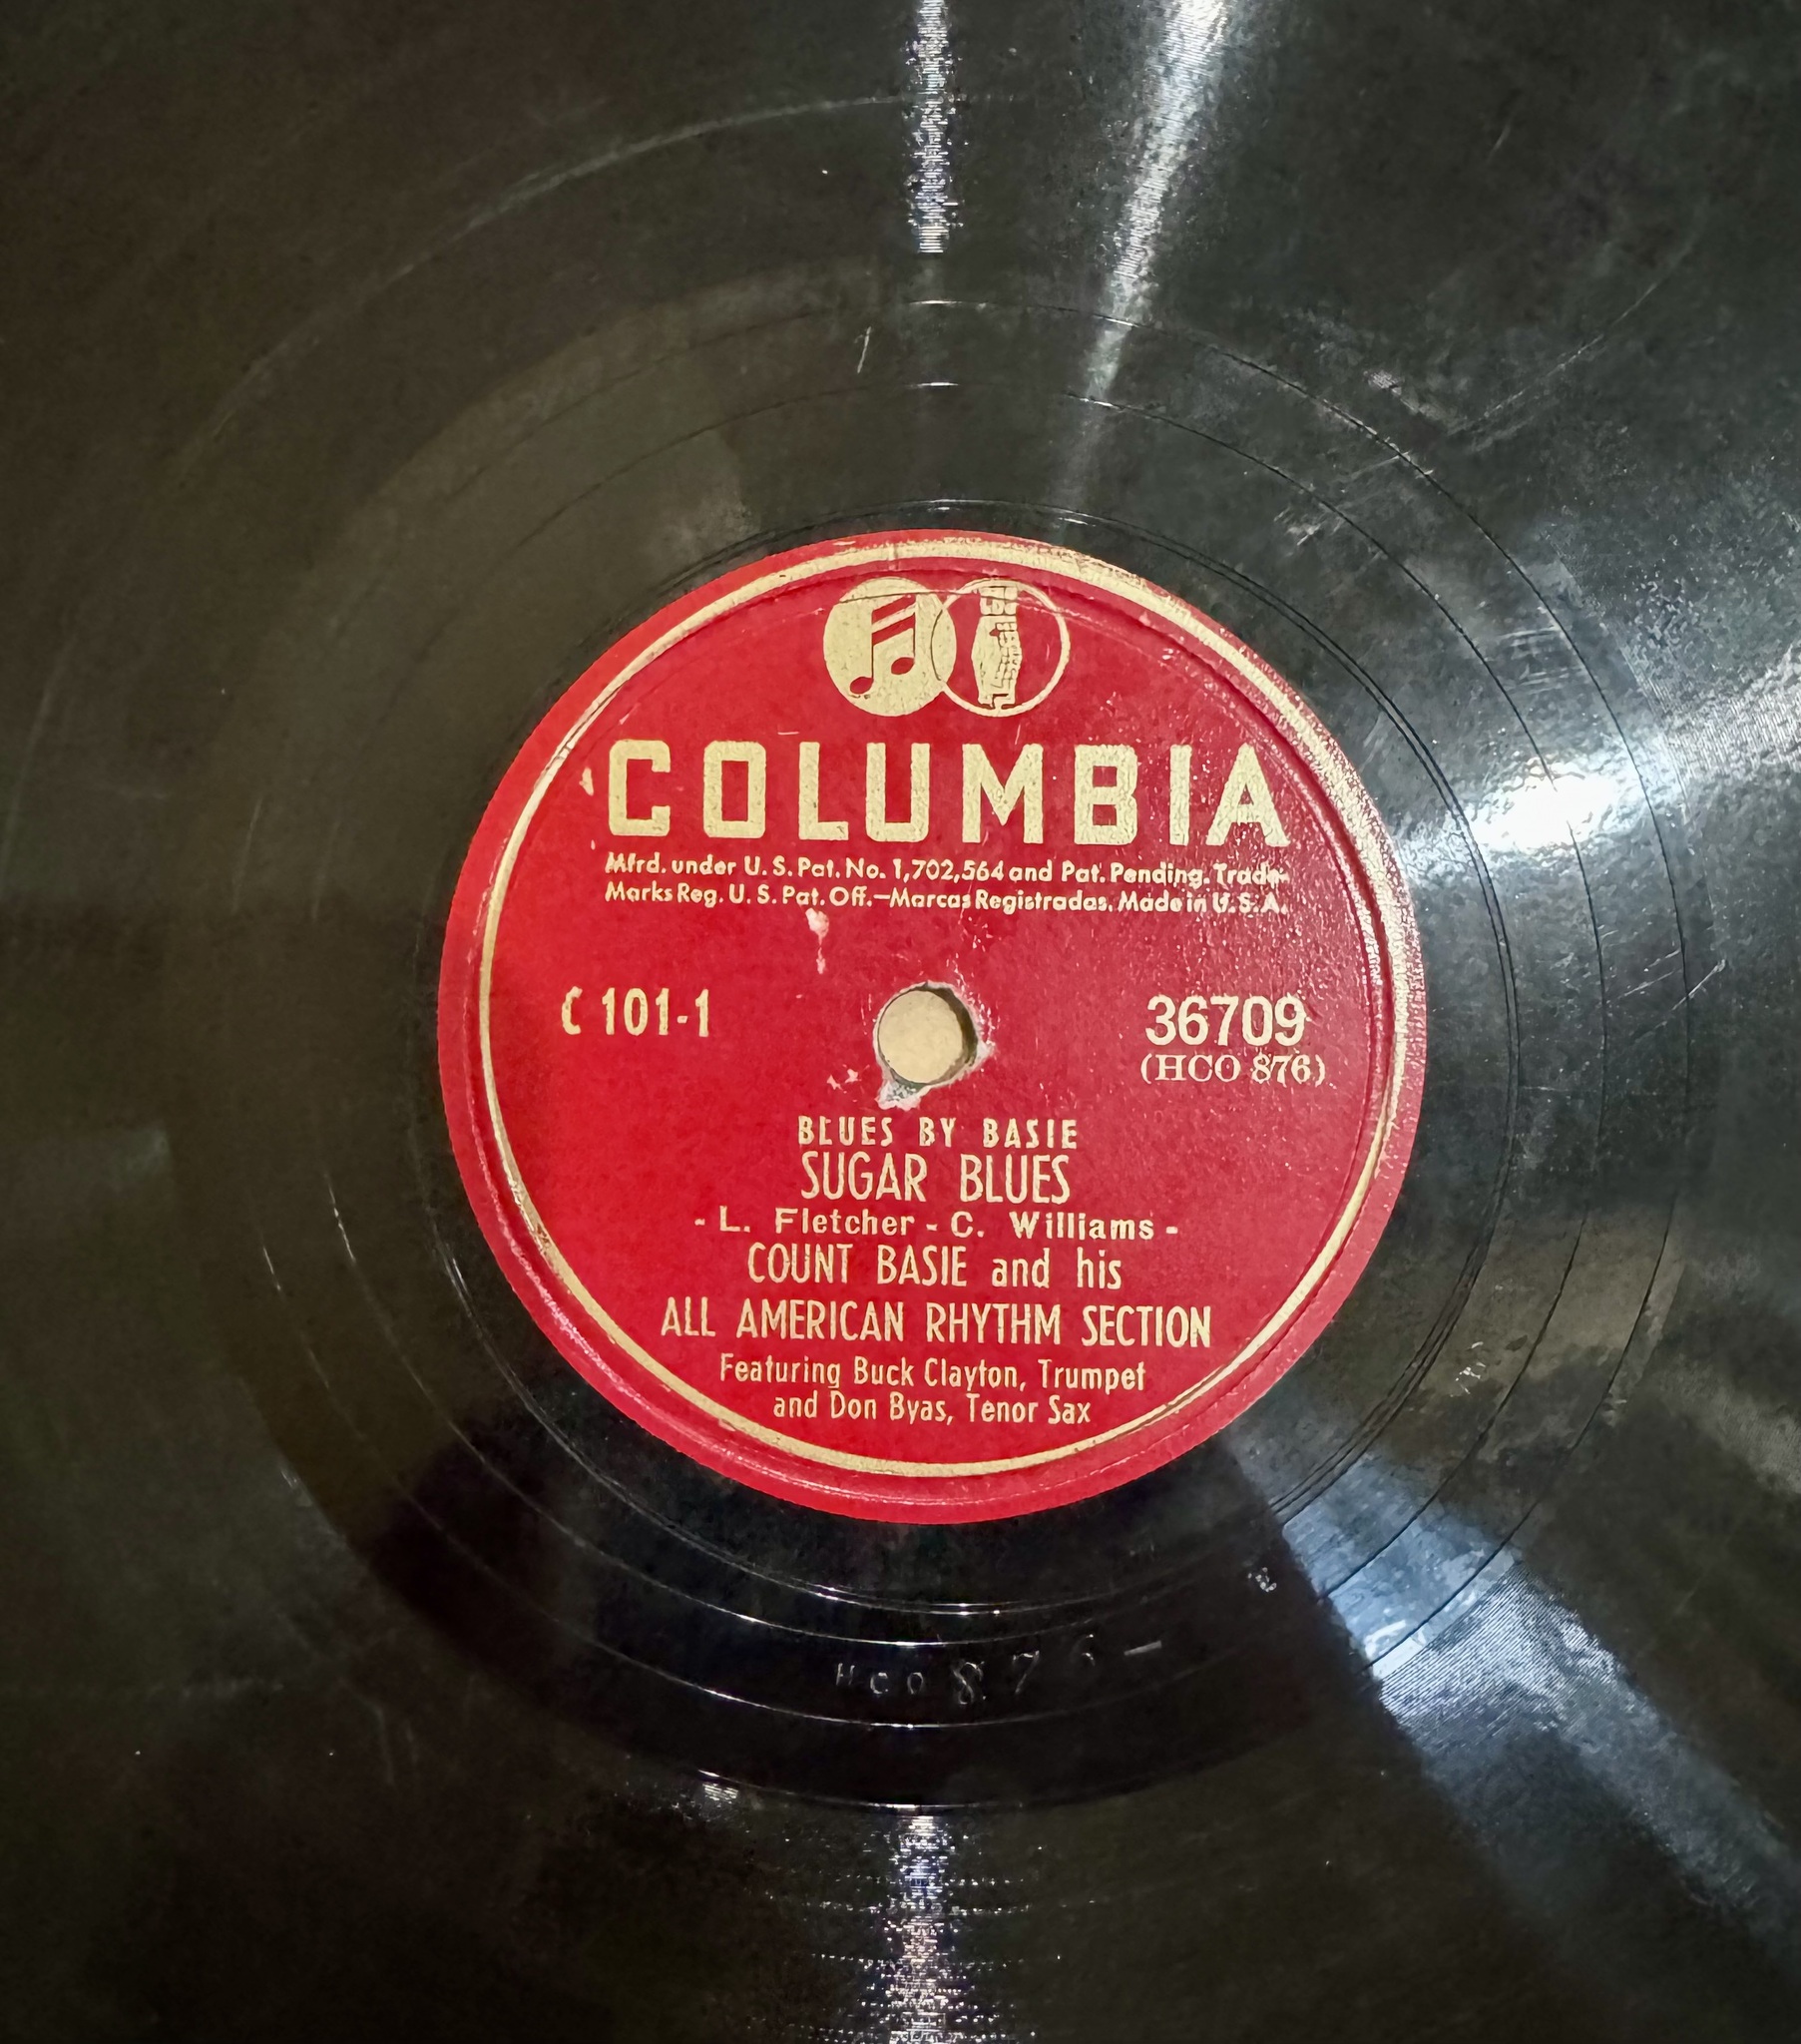 COLUMBIA
Mfrd. under U. S. Pat. No. 1,702,564 and Pat. Pending. Trade-
Marks Reg. U. S. Pat. Off.—Marcas Registradas. Made in U. S. A.
C 101-1
36709
(HCO 876)
BLUES BY BASIE
SUGAR BLUES
- L. Fletcher - C. Williams -
COUNT BASIE and his
ALL AMERICAN RHYTHM SECTION
Featuring Buck Clayton, Trumpet
and Don Byas, Tenor Sax
HCO 876 -